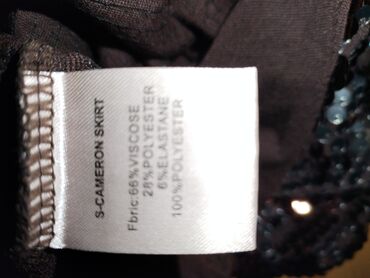 S-CAMERON SKIRT
Fbric:66%VISCOSE
28%POLYESTER
6%ELASTANE
100%POLYESTER